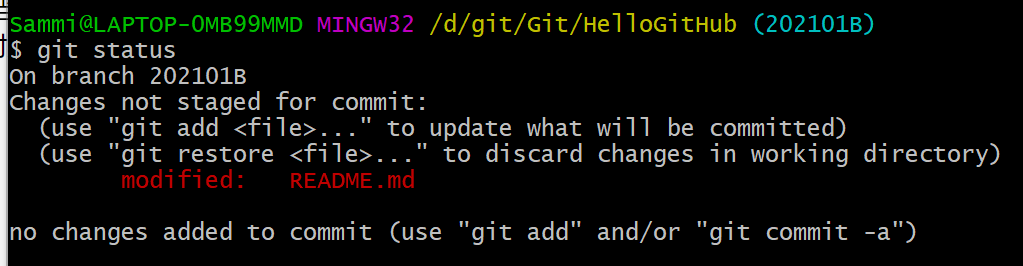 Sammi@LAPTOP-OMB99MMD MINGW32 /d/git/Git/HelloGitHub (202101B)
$ git status
On branch 202101B
Changes not staged for commit:
  (use "git add <file>..." to update what will be committed)
  (use "git restore <file>..." to discard changes in working directory)
        modified:   README.md

no changes added to commit (use "git add" and/or "git commit -a")